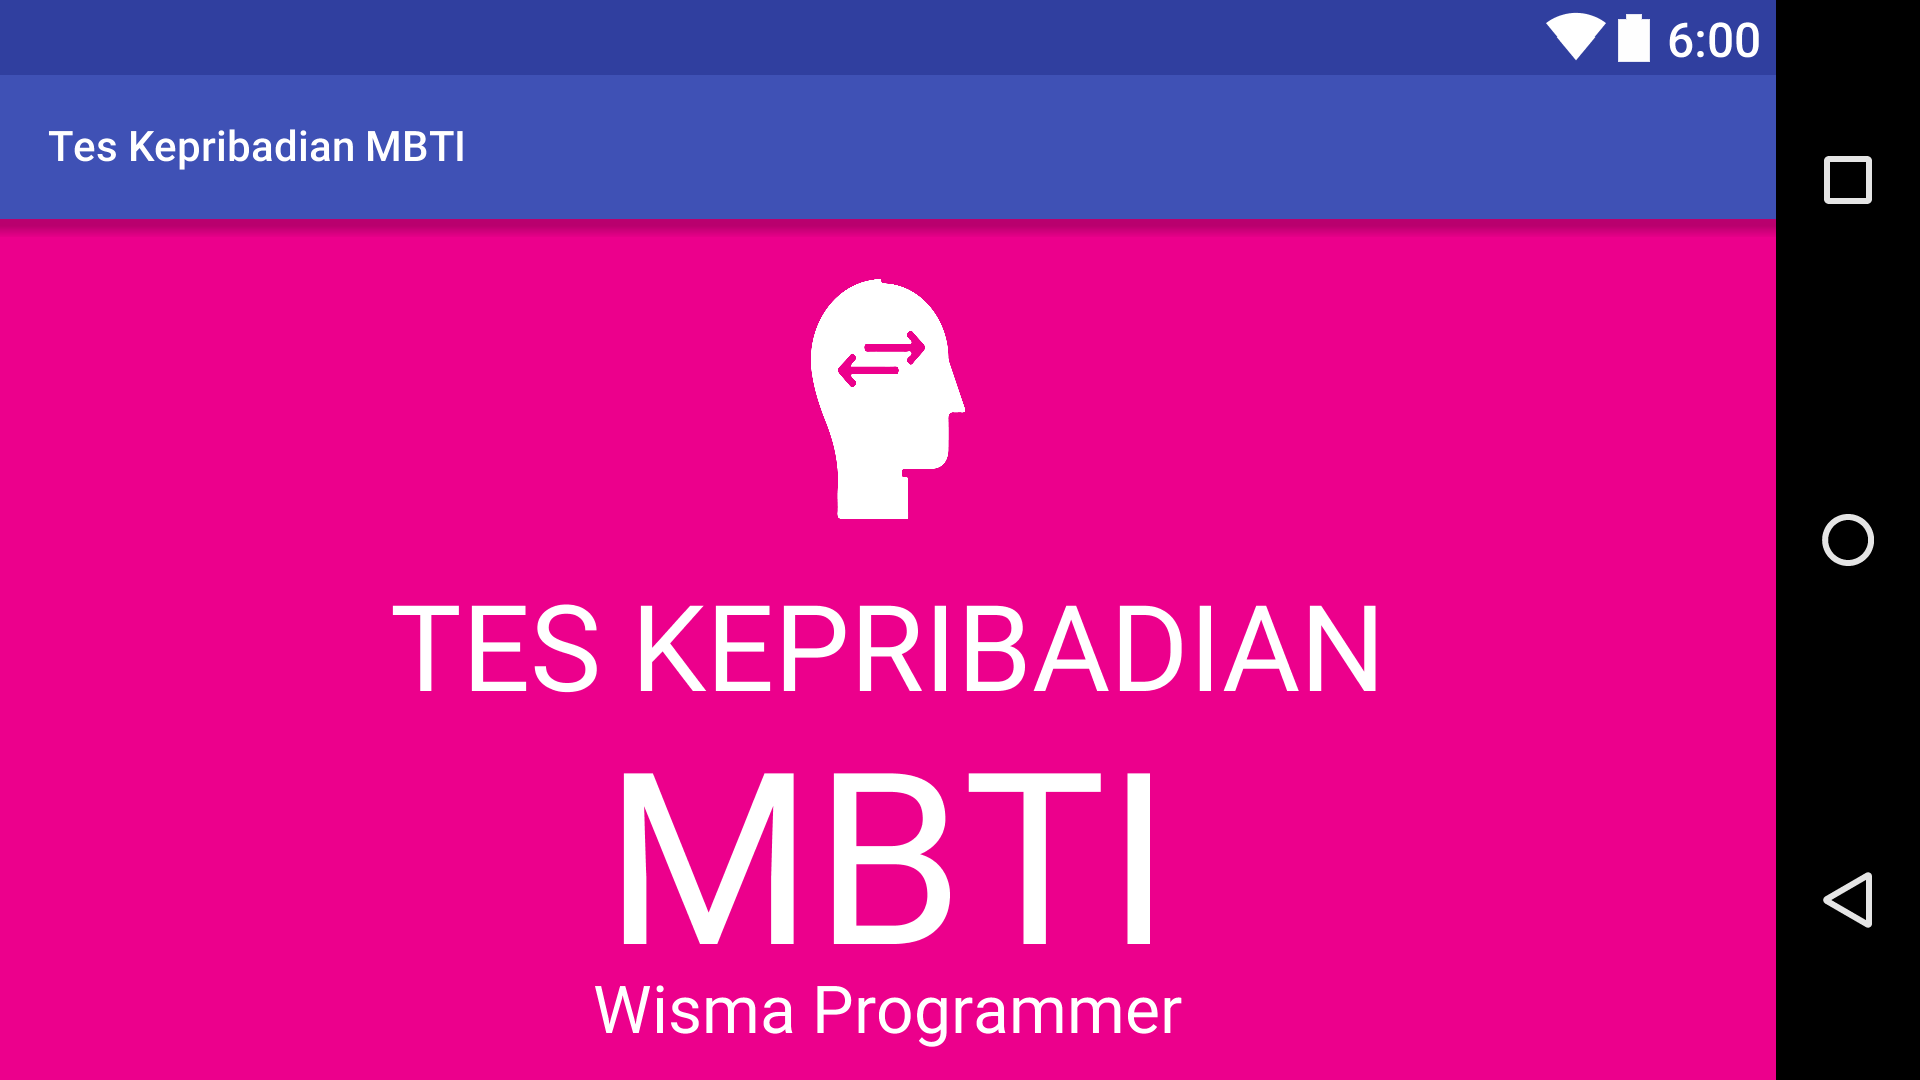 6:00
Tes Kepribadian MBTI
TES KEPRIBADIAN
MBTI
Wisma Programmer